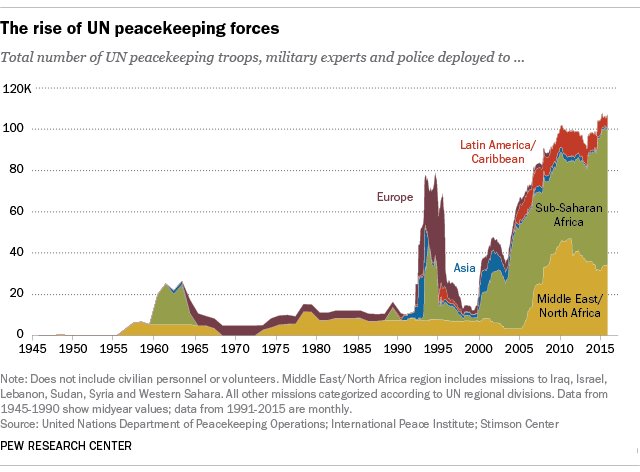 The rise of UN peacekeeping forces
Total number of UN peacekeeping troops, military experts and police deployed to ...
120K
100
80
60
40
20
0
Latin America/
Caribbean
Europe
Sub-Saharan
Africa
Asia
Middle East/
North Africa
1945 1950 1955 1960 1965 1970 1975 1980 1985 1990 1995 2000 2005 2010 2015
Note: Does not include civilian personnel or volunteers. Middle East/North Africa region includes missions to Iraq, Israel,
Lebanon, Sudan, Syria and Western Sahara. All other missions categorized according to UN regional divisions. Data from
1945-1990 show midyear values; data from 1991-2015 are monthly.
Source: United Nations Department of Peacekeeping Operations; International Peace Institute; Stimson Center
PEW RESEARCH CENTER